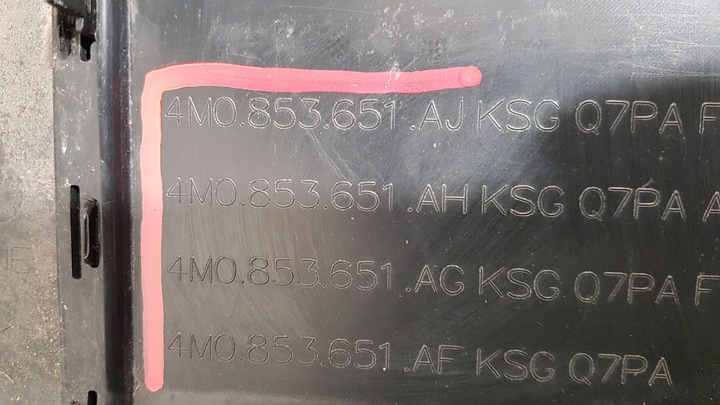 4M0.853.651.AJ KSG Q7PA F
4M0.853.651.AH KSG Q7PA A
4M0.853.651.AG KSG Q7PA F
4M0.853.651.AF KSG Q7PA